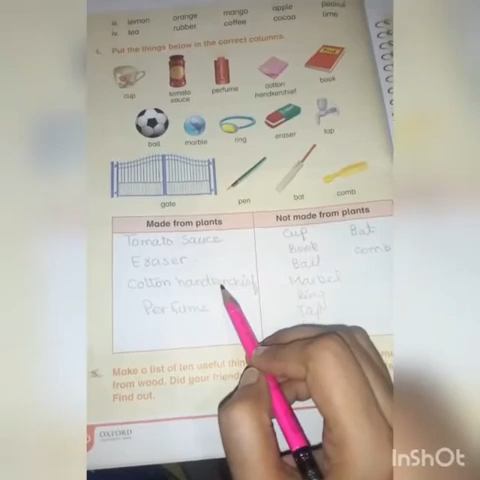 iii. lemon orange mango apple peanut
iv. tea rubber coffee cocoa lime
4. Put the things below in the correct columns.
cup tomato sauce perfume cotton handkerchief book
ball marble ring eraser tap
gate pen bat comb
Made from plants Not made from plants
Tomato Sauce Cup Bat
Eraser Book comb
Cotton handkerchief Ball
Perfume Marbel
Ring
Tap
5. Make a list of ten useful
from wood. Did your friend
Find out.
OXFORD
InShOt